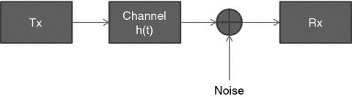 Tx
Channel
h(t)
Rx
Noise